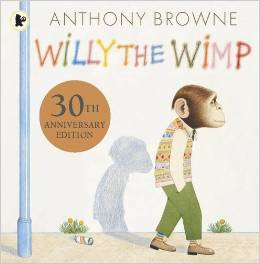 ANTHONY BROWNE
WILLY THE WIMP
30TH
ANNIVERSARY
EDITION